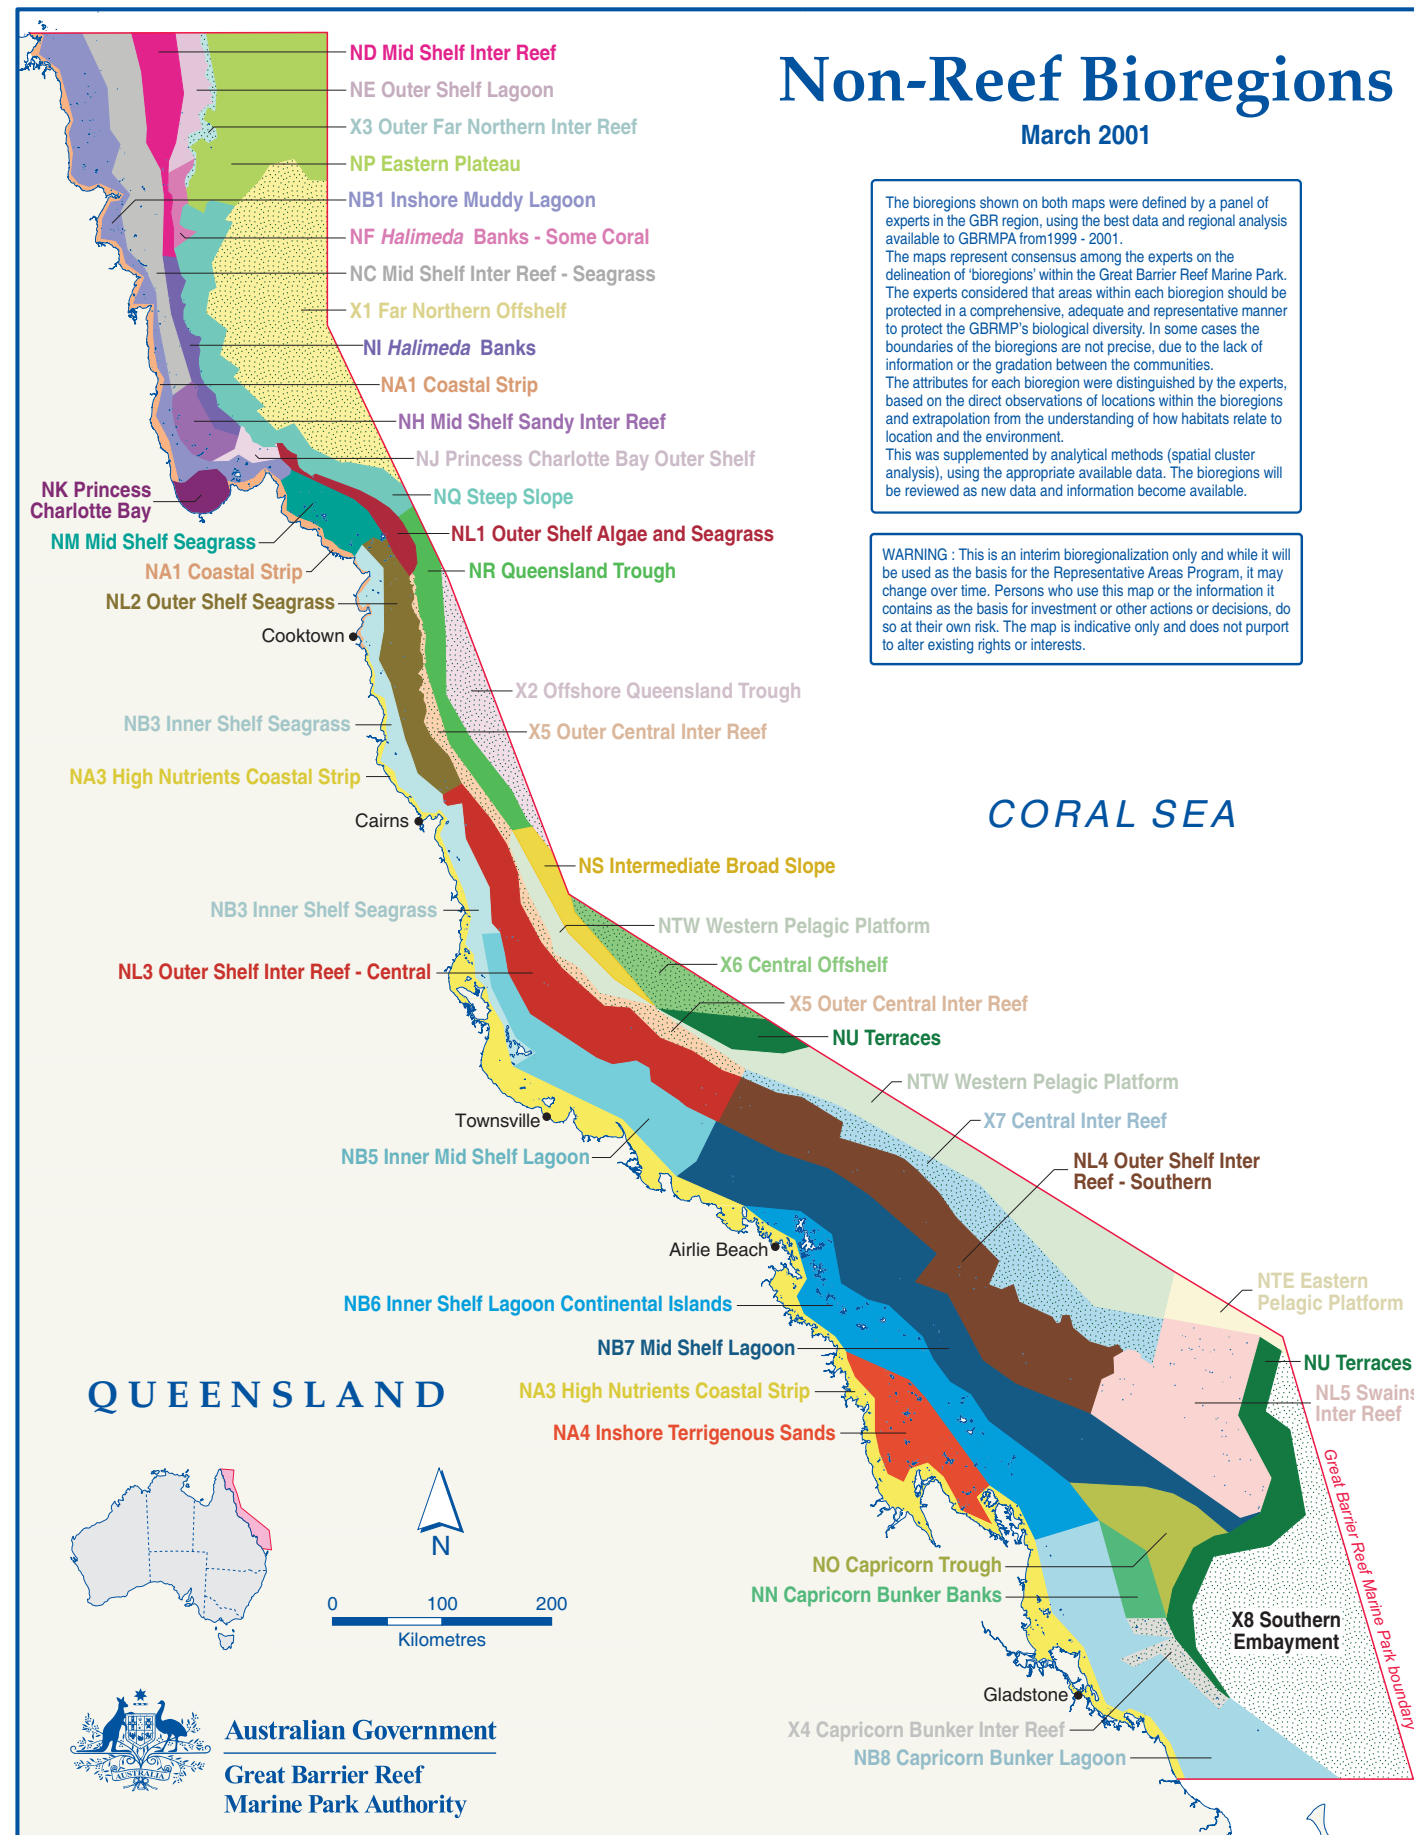 Non-Reef Bioregions
March 2001
ND Mid Shelf Inter Reef
NE Outer Shelf Lagoon
X3 Outer Far Northern Inter Reef
NP Eastern Plateau
NB1 Inshore Muddy Lagoon
NF Halimeda Banks - Some Coral
NC Mid Shelf Inter Reef - Seagrass
X1 Far Northern Offshelf
NI Halimeda Banks
NA1 Coastal Strip
NH Mid Shelf Sandy Inter Reef
NJ Princess Charlotte Bay Outer Shelf
NK Princess
Charlotte Bay
NQ Steep Slope
NM Mid Shelf Seagrass
NL1 Outer Shelf Algae and Seagrass
NA1 Coastal Strip
NR Queensland Trough
NL2 Outer Shelf Seagrass
Cooktown
The bioregions shown on both maps were defined by a panel of
experts in the GBR region, using the best data and regional analysis
available to GBRMPA from1999 - 2001.
The maps represent consensus among the experts on the
delineation of 'bioregions' within the Great Barrier Reef Marine Park.
The experts considered that areas within each bioregion should be
protected in a comprehensive, adequate and representative manner
to protect the GBRMP's biological diversity. In some cases the
boundaries of the bioregions are not precise, due to the lack of
information or the gradation between the communities.
The attributes for each bioregion were distinguished by the experts,
based on the direct observations of locations within the bioregions
and extrapolation from the understanding of how habitats relate to
location and the environment.
This was supplemented by analytical methods (spatial cluster
analysis), using the appropriate available data. The bioregions will
be reviewed as new data and information become available.
WARNING : This is an interim bioregionalization only and while it will
be used as the basis for the Representative Areas Program, it may
change over time. Persons who use this map or the information it
contains as the basis for investment or other actions or decisions, do
so at their own risk. The map is indicative only and does not purport
to alter existing rights or interests.
X2 Offshore Queensland Trough
NB3 Inner Shelf Seagrass
X5 Outer Central Inter Reef
NA3 High Nutrients Coastal Strip
CORAL SEA
Cairns
NS Intermediate Broad Slope
NB3 Inner Shelf Seagrass
NTW Western Pelagic Platform
X6 Central Offshelf
NL3 Outer Shelf Inter Reef - Central
X5 Outer Central Inter Reef
NU Terraces
NTW Western Pelagic Platform
Townsville
X7 Central Inter Reef
NB5 Inner Mid Shelf Lagoon
NL4 Outer Shelf Inter
Reef - Southern
Airlie Beach
NTE Eastern
Pelagic Platform
NB6 Inner Shelf Lagoon Continental Islands
NB7 Mid Shelf Lagoon
NU Terraces
NA3 High Nutrients Coastal Strip
NL5 Swains
Inter Reef
NA4 Inshore Terrigenous Sands
QUEENSLAND
Great Barrier Reef Marine Park boundary
N
NO Capricorn Trough
NN Capricorn Bunker Banks
0 100 200
Kilometres
X8 Southern
Embayment
Gladstone
X4 Capricorn Bunker Inter Reef
NB8 Capricorn Bunker Lagoon
AUSTRALIA
Australian Government
Great Barrier Reef
Marine Park Authority